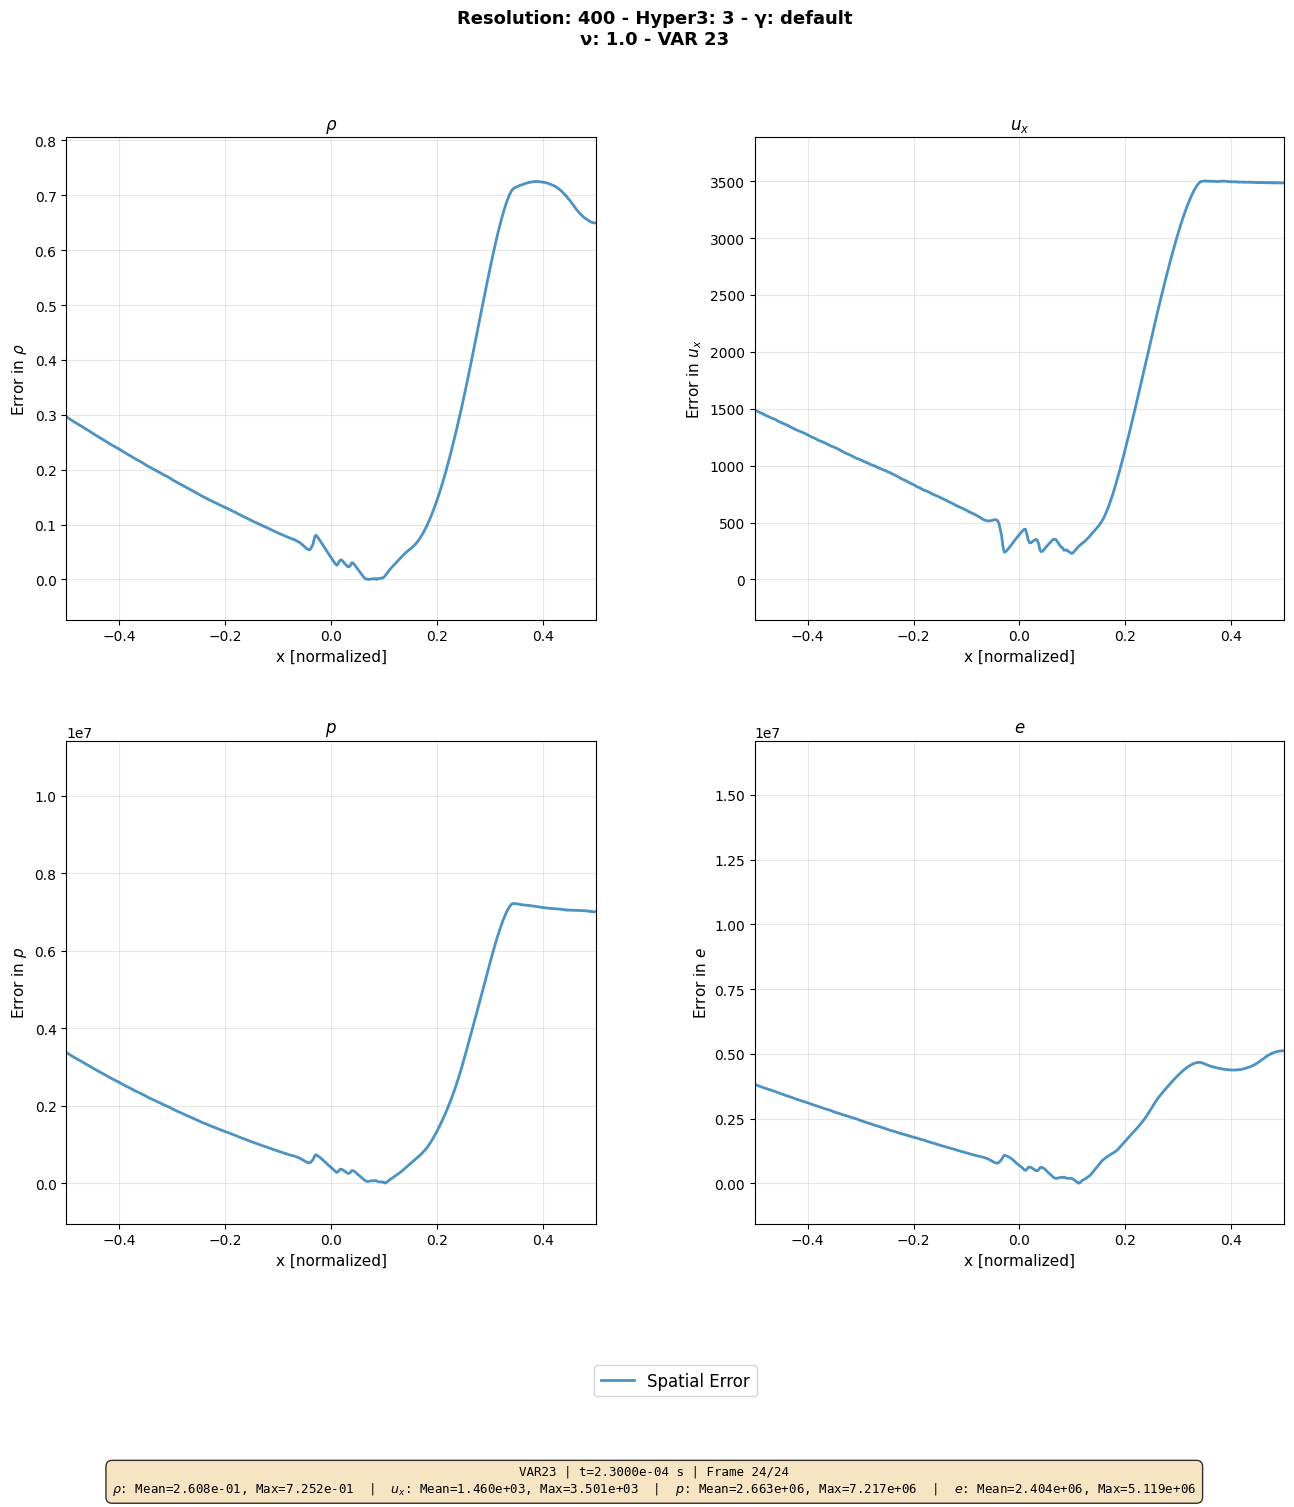 Resolution: 400 - Hyper3: 3 - γ: default
ν: 1.0 - VAR 23
ρ
Error in ρ
0.8
0.7
0.6
0.5
0.4
0.3
0.2
0.1
0.0
−0.4
−0.2
0.0
0.2
0.4
x [normalized]
u_x
Error in u_x
3500
3000
2500
2000
1500
1000
500
0
−0.4
−0.2
0.0
0.2
0.4
x [normalized]
p
1e7
Error in p
1.0
0.8
0.6
0.4
0.2
0.0
−0.4
−0.2
0.0
0.2
0.4
x [normalized]
e
1e7
Error in e
1.50
1.25
1.00
0.75
0.50
0.25
0.00
−0.4
−0.2
0.0
0.2
0.4
x [normalized]
Spatial Error
VAR23 | t=2.3000e-04 s | Frame 24/24
ρ: Mean=2.608e-01, Max=7.252e-01 | u_x: Mean=1.460e+03, Max=3.501e+03 | p: Mean=2.663e+06, Max=7.217e+06 | e: Mean=2.404e+06, Max=5.119e+06